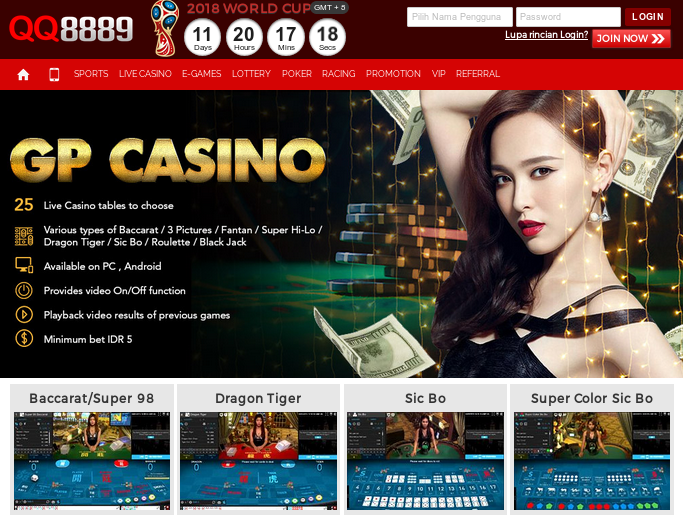 QQ8889
2018 WORLD CUP
GMT + 5
11 20 17 18
Days Hours Mins Secs
Pilih Nama Pengguna
Password
LOGIN
Lupa rincian Login?
JOIN NOW
SPORTS LIVE CASINO E-GAMES LOTTERY POKER RACING PROMOTION VIP REFERRAL
GP CASINO
25 Live Casino tables to choose
Various types of Baccarat / 3 Pictures / Fantan / Super Hi-Lo /
Dragon Tiger / Sic Bo / Roulette / Black Jack
Available on PC , Android
Provides video On/Off function
Playback video results of previous games
Minimum bet IDR 5
Baccarat/Super 98
Dragon Tiger
Sic Bo
Super Color Sic Bo